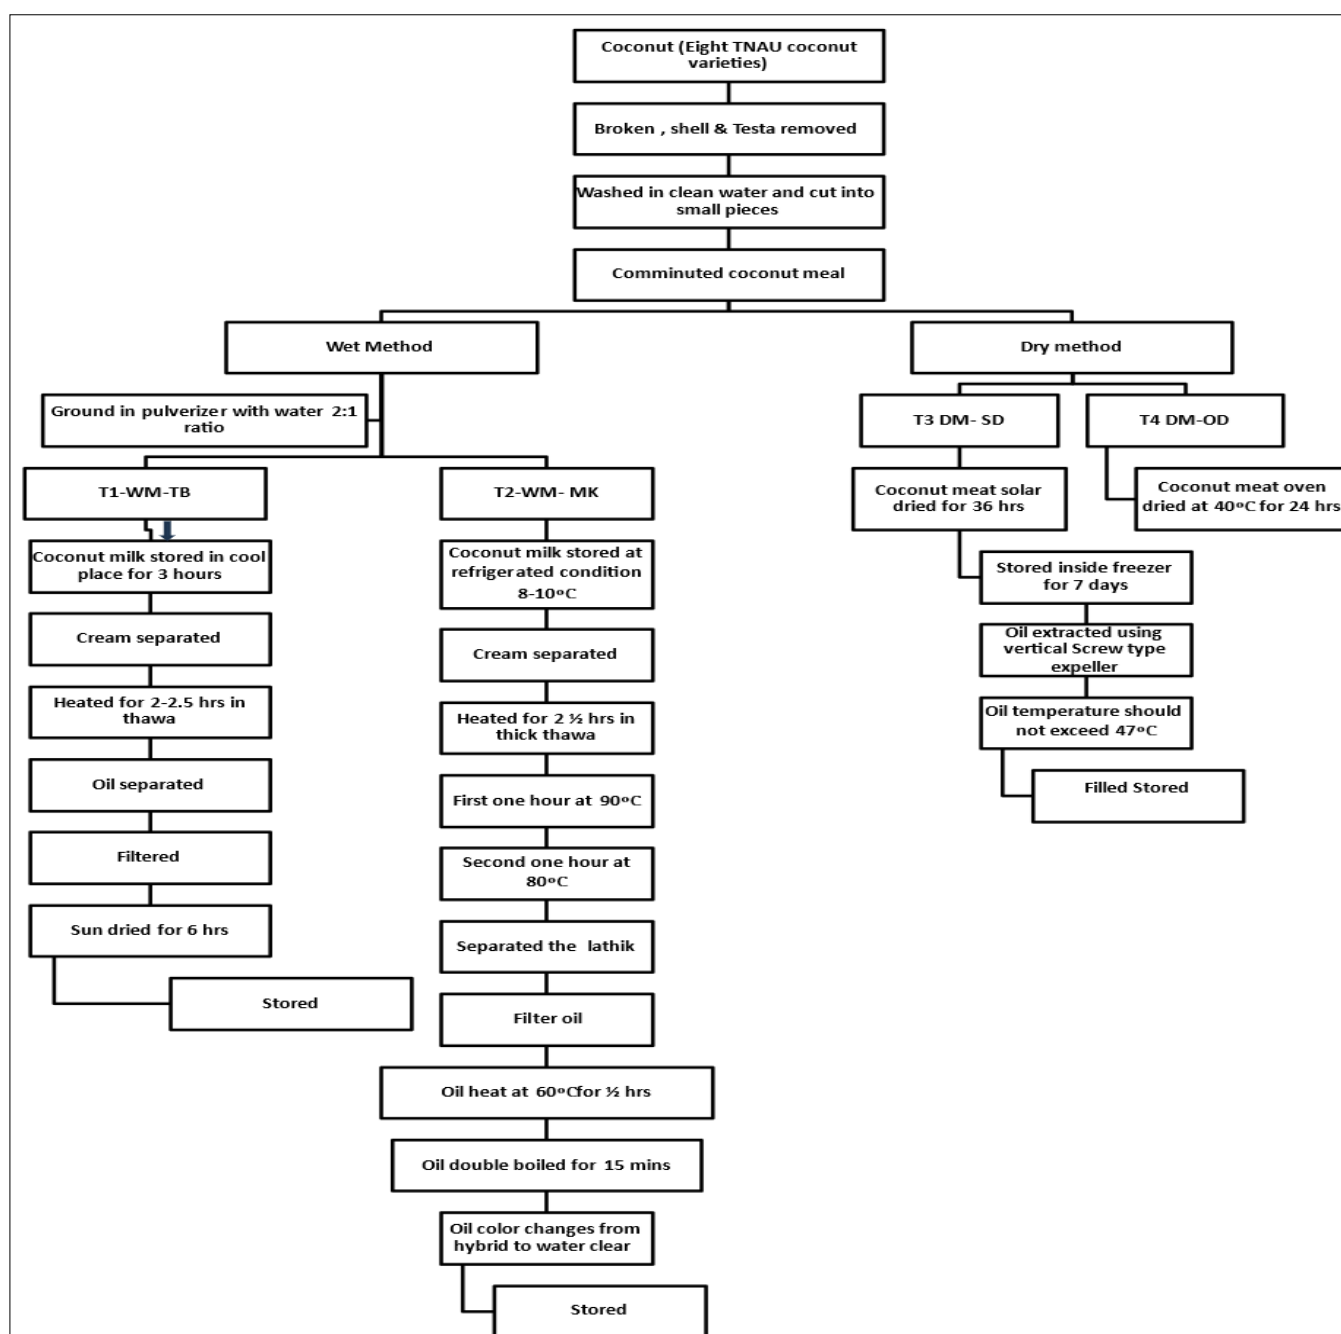 Coconut (Eight TNAU coconut
varieties)
Broken , shell & Testa removed
Washed in clean water and cut into
small pieces
Comminuted coconut meal
Wet Method
Dry method
Ground in pulverizer with water 2:1
ratio
T1-WM-TB
Coconut milk stored in cool
place for 3 hours
Cream separated
Heated for 2-2.5 hrs in
thawa
Oil separated
Filtered
Sun dried for 6 hrs
Stored
T2-WM- MK
Coconut milk stored at
refrigerated condition
8-10ºC
Cream separated
Heated for 2 ½ hrs in
thick thawa
First one hour at 90ºC
Second one hour at
80ºC
Separated the lathik
Filter oil
Oil heat at 60ºCfor ½ hrs
Oil double boiled for 15 mins
Oil color changes from
hybrid to water clear
Stored
T3 DM- SD
Coconut meat solar
dried for 36 hrs
T4 DM-OD
Coconut meat oven
dried at 40ºC for 24 hrs
Stored inside freezer
for 7 days
Oil extracted using
vertical Screw type
expeller
Oil temperature should
not exceed 47ºC
Filled Stored